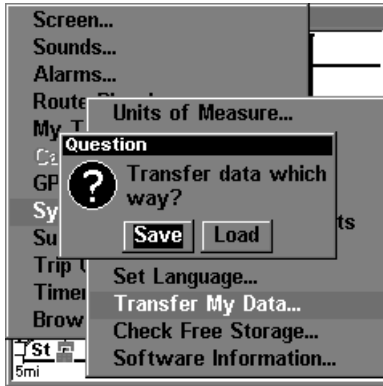 Screen...
Sounds...
Alarms...
Route
My T
Ca
GP
Sy
Su
Trip
Timer
Brow
Units of Measure...
Question
?
Transfer data which
way?
Save Load
ts
Set Language...
Transfer My Data...
Check Free Storage...
Software Information...
St
5mi